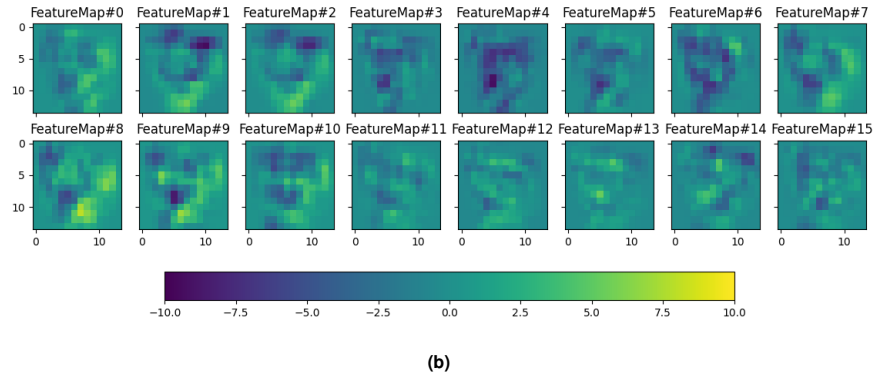 FeatureMap#0 FeatureMap#1 FeatureMap#2 FeatureMap#3 FeatureMap#4 FeatureMap#5 FeatureMap#6 FeatureMap#7
0
5
10
FeatureMap#8 FeatureMap#9 FeatureMap#10 FeatureMap#11 FeatureMap#12 FeatureMap#13 FeatureMap#14 FeatureMap#15
0
5
10
0 10 0 10 0 10 0 10 0 10 0 10 0 10 0 10
−10.0 −7.5 −5.0 −2.5 0.0 2.5 5.0 7.5 10.0
(b)